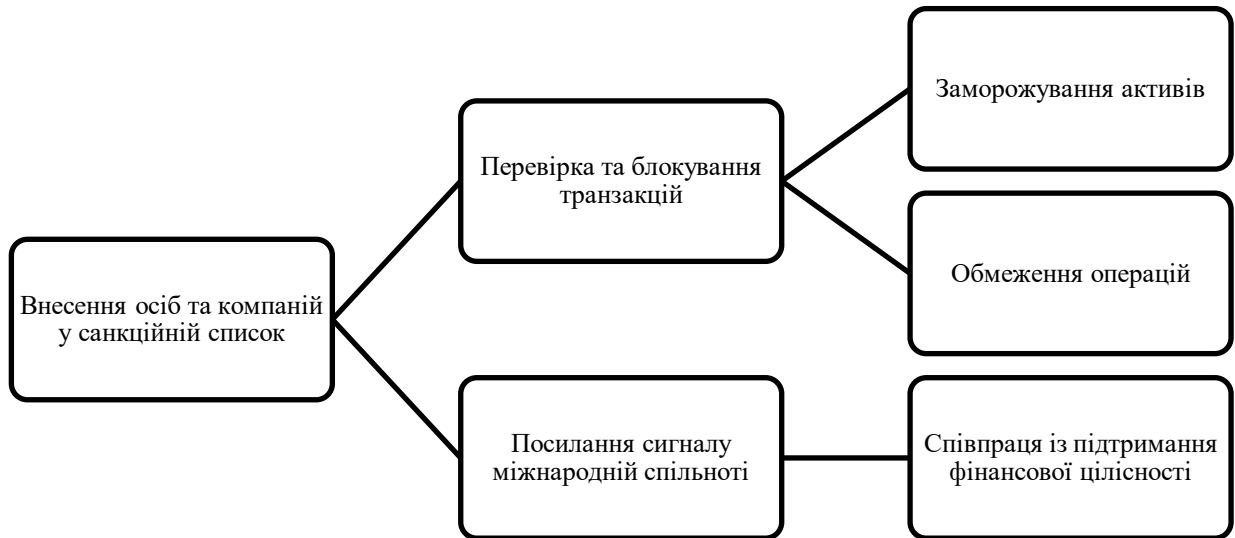 Внесення осіб та компаній
у санкційній список
Перевірка та блокування
транзакцій
Заморожування активів
Обмеження операцій
Посилання сигналу
міжнародній спільноті
Співпраця із підтримання
фінансової цілісності